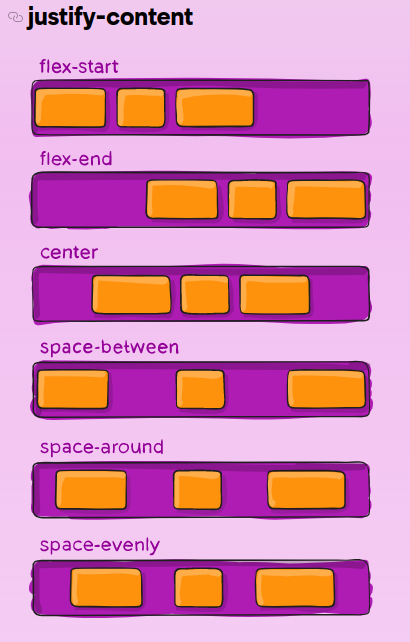 justify-content
flex-start
flex-end
center
space-between
space-around
space-evenly